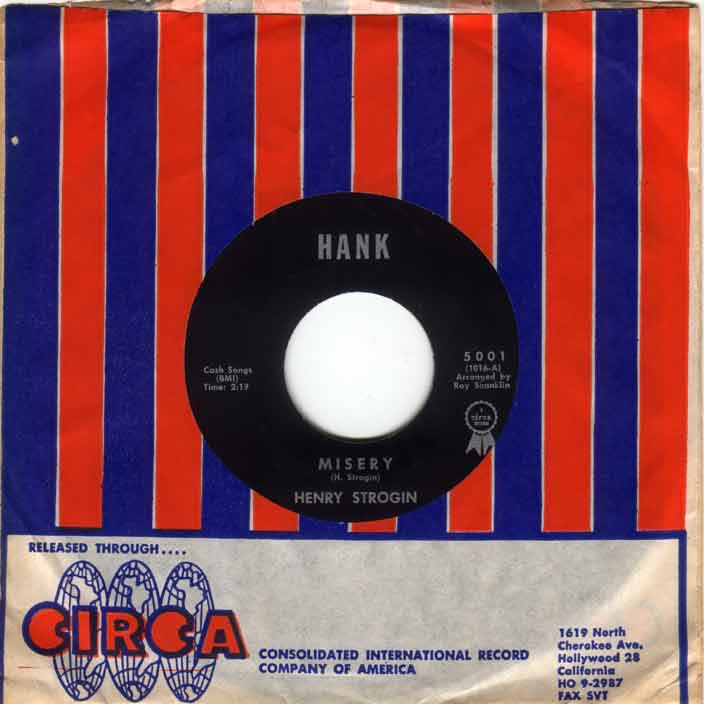 HANK
Cash Songs
(BMI)
Time: 2:19
5001
(1016-A)
Arranged by
Ray Shanklin
MISERY
(H. Strogin)
HENRY STROGIN
RELEASED THROUGH....
CIRCA
CONSOLIDATED INTERNATIONAL RECORD
COMPANY OF AMERICA
1619 North
Cherokee Ave.
Hollywood 28
California
HO 9-2987
FAX SVT